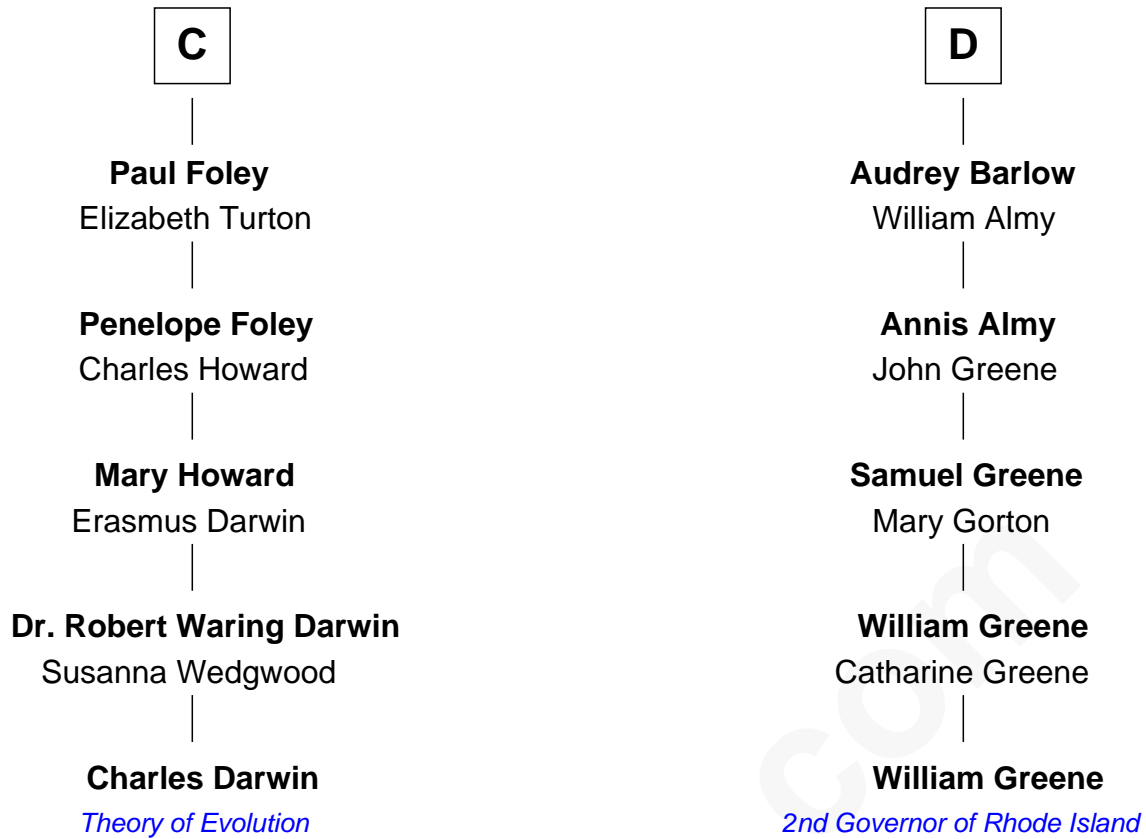 C
Paul Foley
Elizabeth Turton
Penelope Foley
Charles Howard
Mary Howard
Erasmus Darwin
Dr. Robert Waring Darwin
Susanna Wedgwood
Charles Darwin
Theory of Evolution
D
Audrey Barlow
William Almy
Annis Almy
John Greene
Samuel Greene
Mary Gorton
William Greene
Catharine Greene
William Greene
2nd Governor of Rhode Island
com